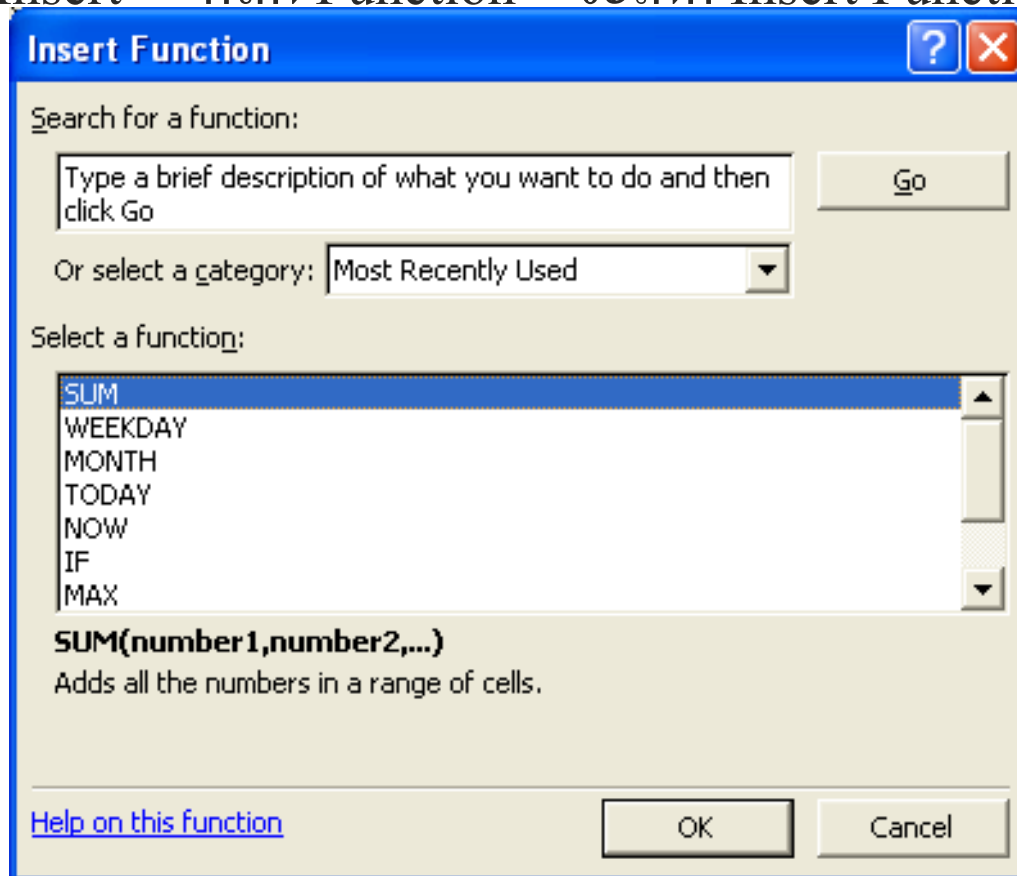 Insert Function
Insert Function
Search for a function:
Type a brief description of what you want to do and then
click Go
Go
Or select a category: Most Recently Used
Select a function:
SUM
WEEKDAY
MONTH
TODAY
NOW
IF
MAX
SUM(number1,number2,...)
Adds all the numbers in a range of cells.
Help on this function
OK
Cancel